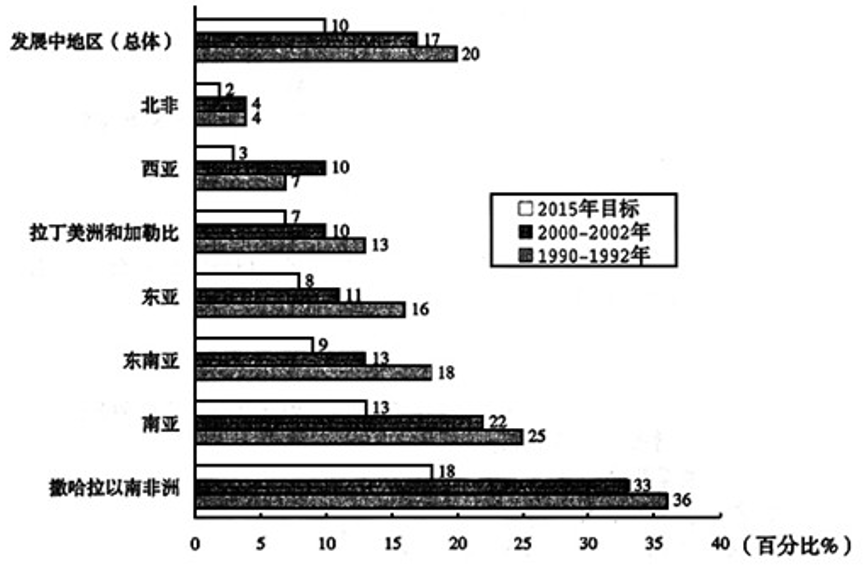 10
发展中地区（总体） 17
20
2
北非 4
4
3
西亚 10
7
7
拉丁美洲和加勒比 10
13
8
东亚 11
16
9
东南亚 13
18
13
南亚 22
25
18
撒哈拉以南非洲 33
36
2015年目标
2000-2002年
1990-1992年
0 5 10 15 20 25 30 35 40（百分比%）